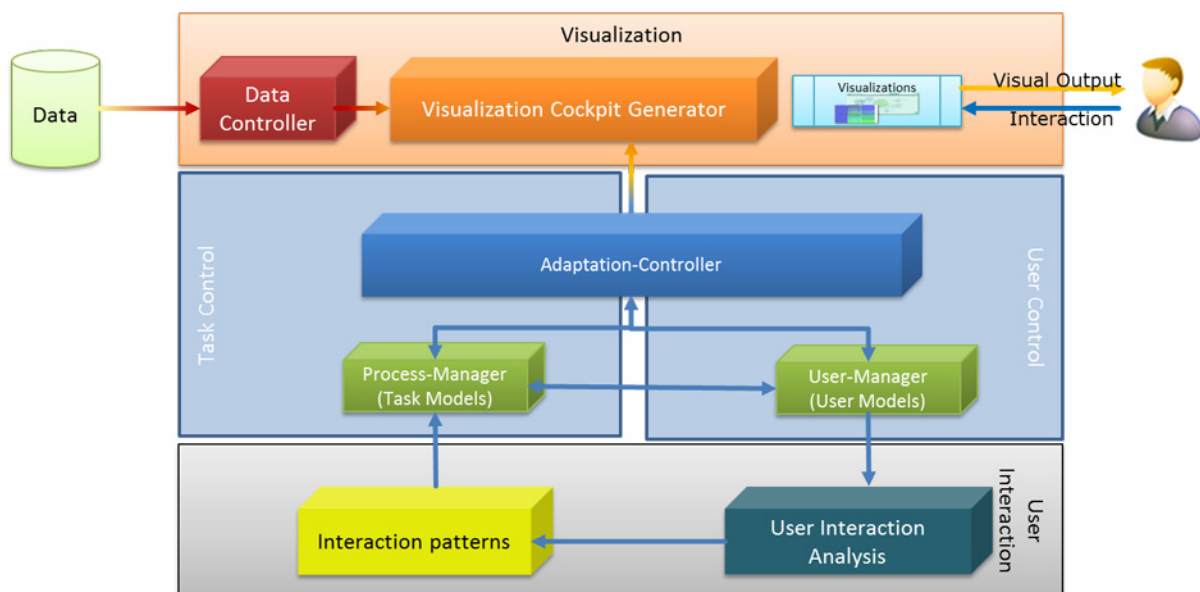 Visualization
Data
Data
Controller
Visualization Cockpit Generator
Visualizations
Visual Output
Interaction
Task Control
Adaptation-Controller
User Control
Process-Manager
(Task Models)
User-Manager
(User Models)
Interaction patterns
User Interaction
Analysis
User
Interaction